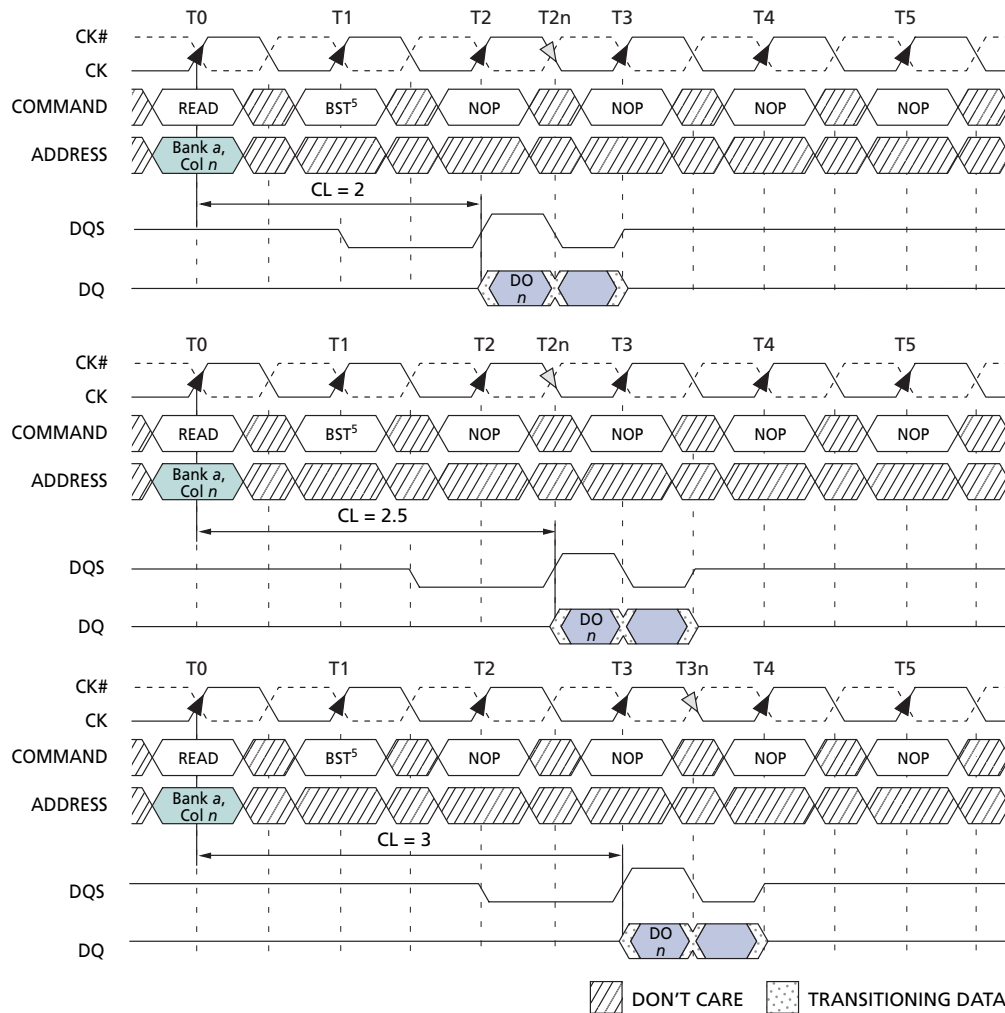 T0 T1 T2 T2n T3 T4 T5
CK#
CK
COMMAND READ BST⁵ NOP NOP NOP NOP
ADDRESS Bank a,
Col n
CL = 2
DQS
DQ DO
n
T0 T1 T2 T2n T3 T4 T5
CK#
CK
COMMAND READ BST⁵ NOP NOP NOP NOP
ADDRESS Bank a,
Col n
CL = 2.5
DQS
DQ DO
n
T0 T1 T2 T3 T3n T4 T5
CK#
CK
COMMAND READ BST⁵ NOP NOP NOP NOP
ADDRESS Bank a,
Col n
CL = 3
DQS
DQ DO
n
DON'T CARE TRANSITIONING DATA